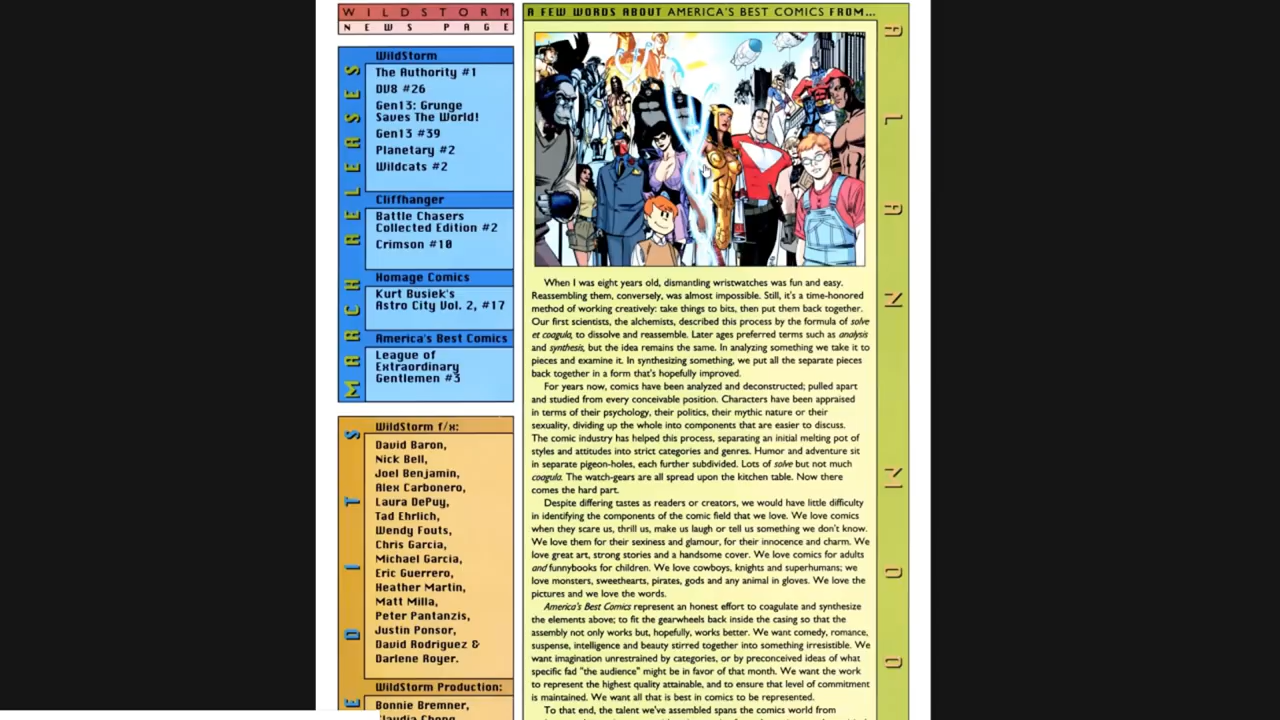 WILDSTORM
NEWS PAGE
MARCH RELEASES
WildStorm
The Authority #1
DV8 #26
Gen13: Grunge
Saves The World!
Gen13 #39
Planetary #2
Wildcats #2
Cliffhanger
Battle Chasers
Collected Edition #2
Crimson #10
Homage Comics
Kurt Busiek's
Astro City Vol. 2, #17
America's Best Comics
League of
Extraordinary
Gentlemen #3
E D I T S
WildStorm f/x:
David Baron,
Nick Bell,
Joel Benjamin,
Alex Carbonero,
Laura DePuy,
Tad Ehrlich,
Wendy Fouts,
Chris Garcia,
Michael Garcia,
Eric Guerrero,
Heather Martin,
Matt Milla,
Peter Pantanzis,
Justin Ponsor,
David Rodriguez &
Darlene Royer.
WildStorm Production:
Bonnie Bremner,
A FEW WORDS ABOUT AMERICA'S BEST COMICS FROM...
ALAN MOO
When I was eight years old, dismantling wristwatches was fun and easy.
Reassembling them, conversely, was almost impossible. Still, it's a time-honored
method of working creatively: take things to bits, then put them back together.
Our first scientists, the alchemists, described this process by the formula of solve
et coagula, to dissolve and reassemble. Later ages preferred terms such as analysis
and synthesis, but the idea remains the same. In analyzing something we take it to
pieces and examine it. In synthesizing something, we put all the separate pieces
back together in a form that's hopefully improved.
For years now, comics have been analyzed and deconstructed; pulled apart
and studied from every conceivable position. Characters have been appraised
in terms of their psychology, their politics, their mythic nature or their
sexuality, dividing up the whole into components that are easier to discuss.
The comic industry has helped this process, separating an initial melting pot of
styles and attitudes into strict categories and genres. Humor and adventure sit
in separate pigeon-holes, each further subdivided. Lots of solve but not much
coagula. The watch-gears are all spread upon the kitchen table. Now there
comes the hard part.
Despite differing tastes as readers or creators, we would have little difficulty
in identifying the components of the comic field that we love. We love comics
when they scare us, thrill us, make us laugh or tell us something we don't know.
We love them for their sexiness and glamour, for their innocence and charm. We
love great art, strong stories and a handsome cover. We love comics for adults
and funnybooks for children. We love cowboys, knights and superhumans; we
love monsters, sweethearts, pirates, gods and any animal in gloves. We love the
pictures and we love the words.
America's Best Comics represent an honest effort to coagulate and synthesize
the elements above; to fit the gearwheels back inside the casing so that the
assembly not only works but, hopefully, works better. We want comedy, romance,
suspense, intelligence and beauty stirred together into something irresistible. We
want imagination unrestrained by categories, or by preconceived ideas of what
specific fad "the audience" might be in favor of that month. We want the work
to represent the highest quality attainable, and to ensure that level of commitment
is maintained. We want all that is best in comics to be represented.
To that end, the talent we've assembled spans the comics world from